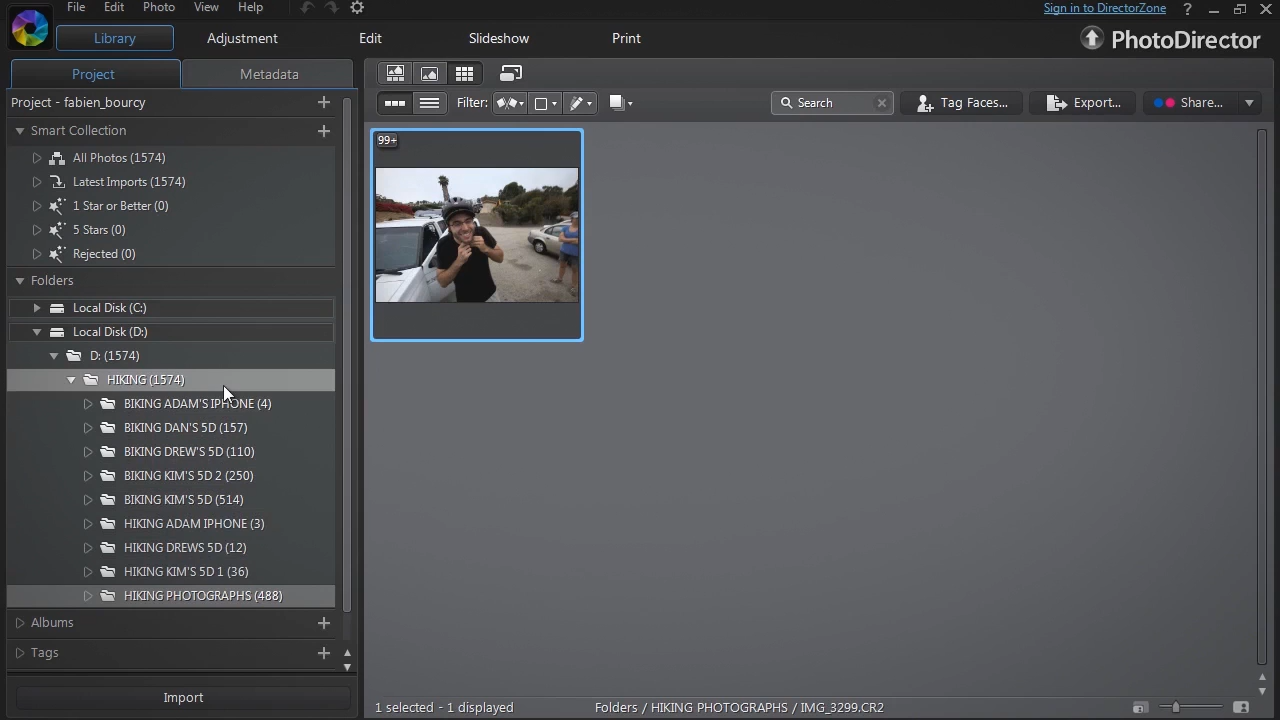 File Edit Photo View Help
Sign in to DirectorZone ?
Library Adjustment Edit Slideshow Print
PhotoDirector
Project Metadata
Project - fabien_bourcy +
Filter: Search Tag Faces... Export... Share...
Smart Collection +
99+
All Photos (1574)
Latest Imports (1574)
1 Star or Better (0)
5 Stars (0)
Rejected (0)
Folders
Local Disk (C:)
Local Disk (D:)
D: (1574)
HIKING (1574)
BIKING ADAM'S IPHONE (4)
BIKING DAN'S 5D (157)
BIKING DREW'S 5D (110)
BIKING KIM'S 5D 2 (250)
BIKING KIM'S 5D (514)
HIKING ADAM IPHONE (3)
HIKING DREWS 5D (12)
HIKING KIM'S 5D 1 (36)
HIKING PHOTOGRAPHS (488)
Albums +
Tags +
Import
1 selected - 1 displayed Folders / HIKING PHOTOGRAPHS / IMG_3299.CR2